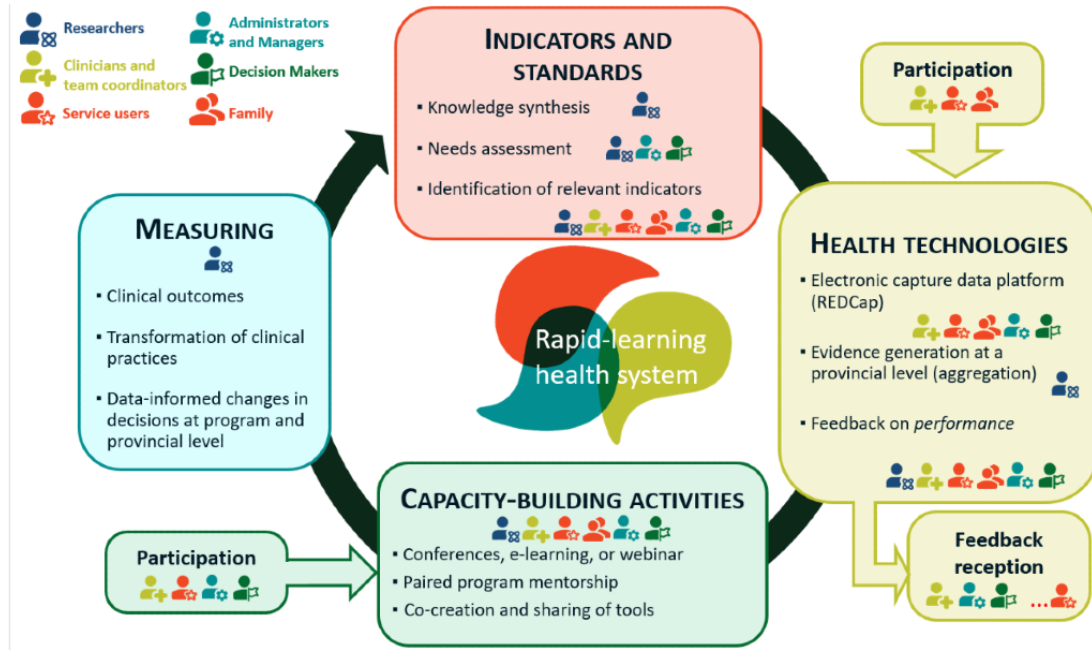 Researchers
Administrators
and Managers
Clinicians and
team coordinators
Decision Makers
Service users
Family
INDICATORS AND
STANDARDS
▪ Knowledge synthesis
▪ Needs assessment
▪ Identification of relevant indicators
Participation
HEALTH TECHNOLOGIES
▪ Electronic capture data platform
(REDCap)
▪ Evidence generation at a
provincial level (aggregation)
▪ Feedback on performance
Feedback
reception
...
CAPACITY-BUILDING ACTIVITIES
▪ Conferences, e-learning, or webinar
▪ Paired program mentorship
▪ Co-creation and sharing of tools
Participation
MEASURING
▪ Clinical outcomes
▪ Transformation of clinical
practices
▪ Data-informed changes in
decisions at program and
provincial level
Rapid-learning
health system